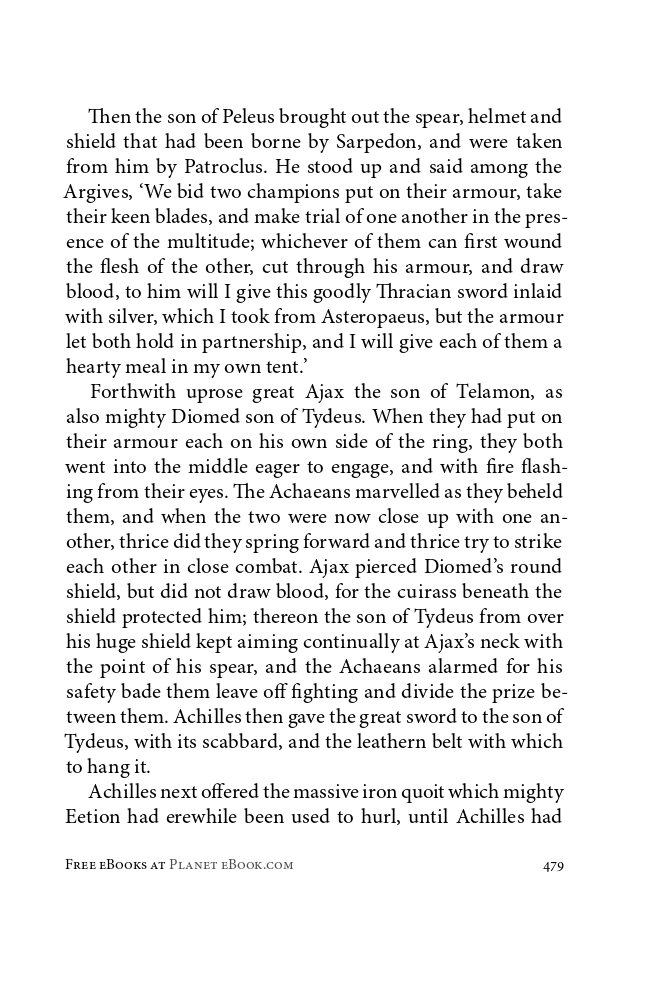 Then the son of Peleus brought out the spear, helmet and
shield that had been borne by Sarpedon, and were taken
from him by Patroclus. He stood up and said among the
Argives, ‘We bid two champions put on their armour, take
their keen blades, and make trial of one another in the pres-
ence of the multitude; whichever of them can first wound
the flesh of the other, cut through his armour, and draw
blood, to him will I give this goodly Thracian sword inlaid
with silver, which I took from Asteropaeus, but the armour
let both hold in partnership, and I will give each of them a
hearty meal in my own tent.’
Forthwith uprose great Ajax the son of Telamon, as
also mighty Diomed son of Tydeus. When they had put on
their armour each on his own side of the ring, they both
went into the middle eager to engage, and with fire flash-
ing from their eyes. The Achaeans marvelled as they beheld
them, and when the two were now close up with one an-
other, thrice did they spring forward and thrice try to strike
each other in close combat. Ajax pierced Diomed’s round
shield, but did not draw blood, for the cuirass beneath the
shield protected him; thereon the son of Tydeus from over
his huge shield kept aiming continually at Ajax’s neck with
the point of his spear, and the Achaeans alarmed for his
safety bade them leave off fighting and divide the prize be-
tween them. Achilles then gave the great sword to the son of
Tydeus, with its scabbard, and the leathern belt with which
to hang it.
Achilles next offered the massive iron quoit which mighty
Eetion had erewhile been used to hurl, until Achilles had
Free eBooks at Planet eBook.com 479